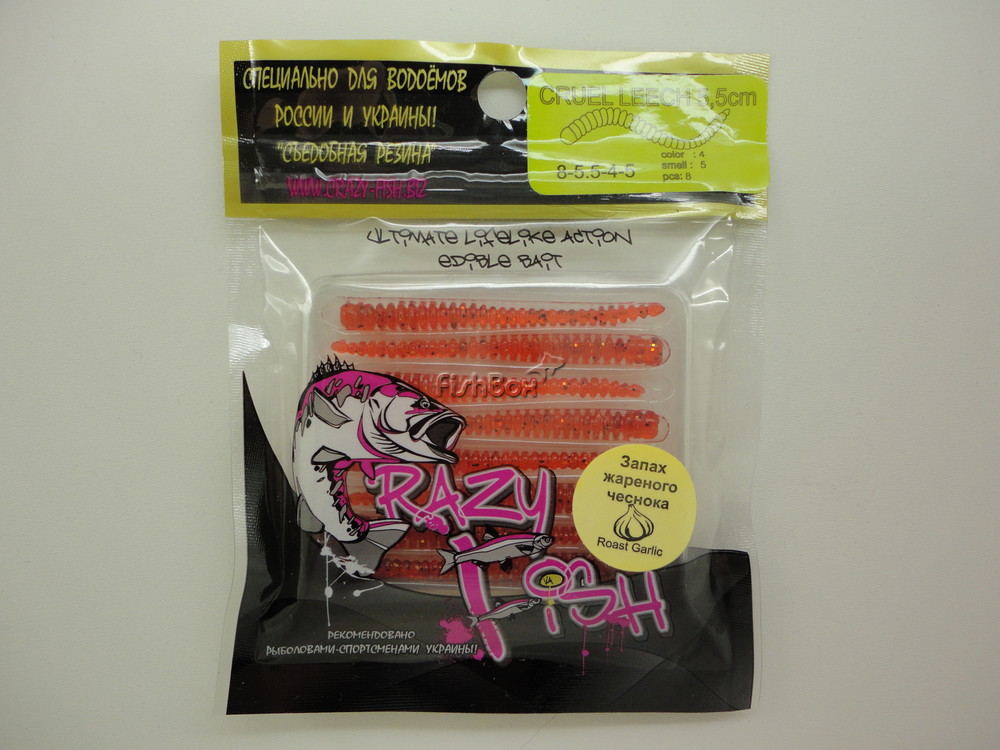 СПЕЦИАЛЬНО ДЛЯ ВОДОЁМОВ
РОССИИ И УКРАИНЫ!
"СЪЕДОБНАЯ РЕЗИНА"
WWW.CRAZY-FISH.BIZ
CRUEL LEECH 5,5cm
8-5.5-4-5
color : 4
smell : 5
pcs: 8
ULTIMATE LIFELIKE ACTION
EDIBLE BAIT
FishBox
CRAZY
FISH
Запах
жареного
чеснока
Roast Garlic
РЕКОМЕНДОВАНО
РЫБОЛОВАМИ-СПОРТСМЕНАМИ УКРАИНЫ!